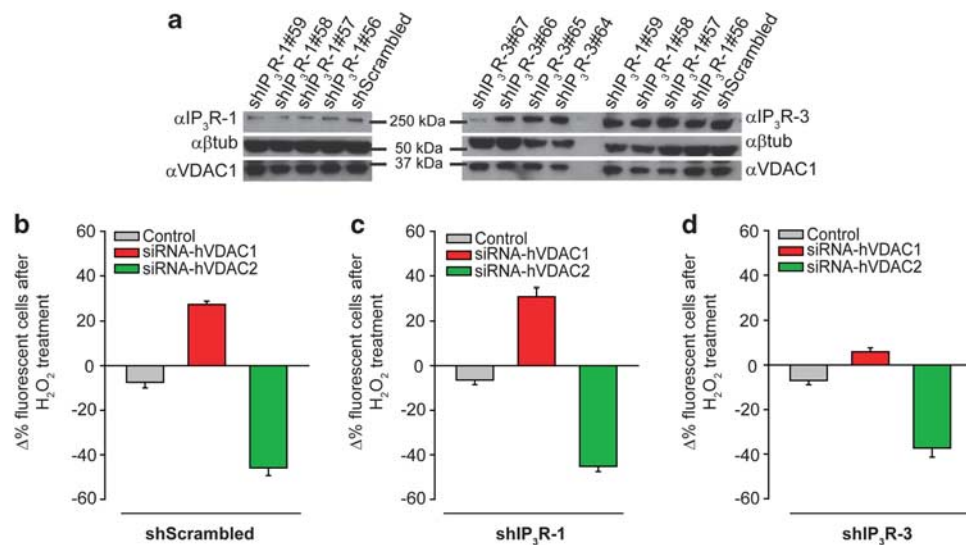 a
shIP₃R-1#59
shIP₃R-1#58
shIP₃R-1#57
shIP₃R-1#56
shScrambled
shIP₃R-3#67
shIP₃R-3#66
shIP₃R-3#65
shIP₃R-3#64
shIP₃R-1#59
shIP₃R-1#58
shIP₃R-1#57
shIP₃R-1#56
shScrambled
αIP₃R-1
250 kDa
αIP₃R-3
αβtub
50 kDa
αβtub
αVDAC1
37 kDa
αVDAC1
b
Δ% fluorescent cells after
H₂O₂ treatment
60
40
20
0
-20
-40
-60
Control
siRNA-hVDAC1
siRNA-hVDAC2
shScrambled
c
Δ% fluorescent cells after
H₂O₂ treatment
60
40
20
0
-20
-40
-60
Control
siRNA-hVDAC1
siRNA-hVDAC2
shIP₃R-1
d
Δ% fluorescent cells after
H₂O₂ treatment
60
40
20
0
-20
-40
-60
Control
siRNA-hVDAC1
siRNA-hVDAC2
shIP₃R-3